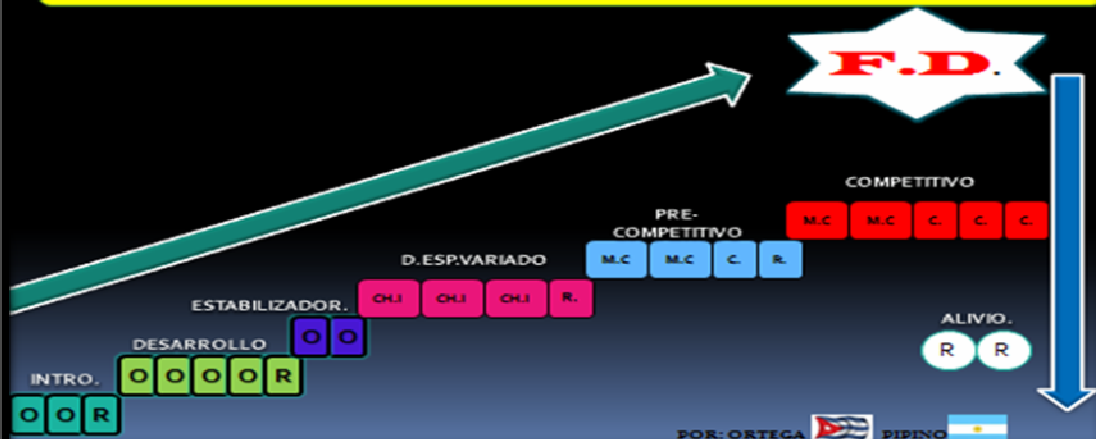 F.D.
COMPETITIVO
M.C M.C C. C. C.
PRE-
COMPETITIVO
M.C M.C C. R.
D.ESP.VARIADO
CH.I CH.I CH.I R.
ESTABILIZADOR.
O O
DESARROLLO
O O O O R
INTRO.
O O R
ALIVIO.
R R
POR: ORTEGA PIPINO